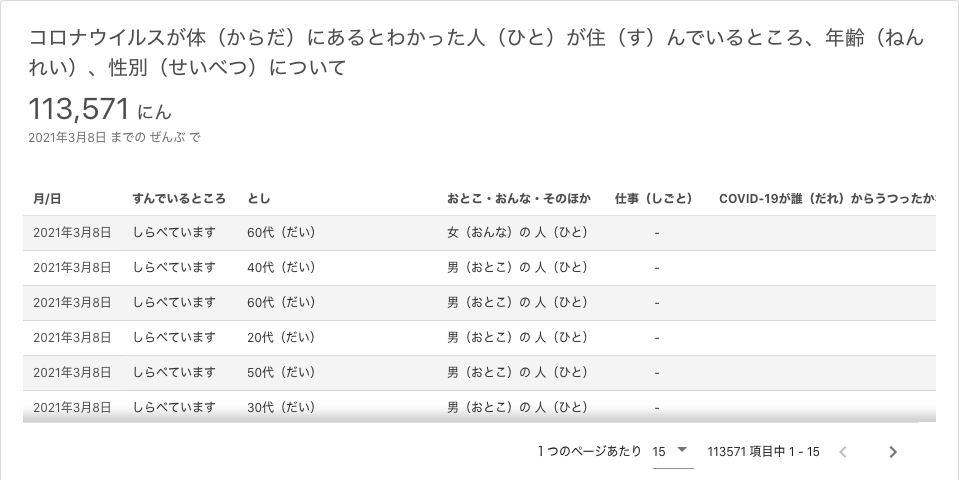 コロナウイルスが体（からだ）にあるとわかった人（ひと）が住（す）んでいるところ、年齢（ねん
れい）、性別（せいべつ）について
113,571 にん
2021年3月8日 までの ぜんぶ で
月/日 すんでいるところ とし おとこ・おんな・そのほか 仕事（しごと） COVID-19が誰（だれ）からうつったか
2021年3月8日 しらべています 60代（だい） 女（おんな）の 人（ひと） -
2021年3月8日 しらべています 40代（だい） 男（おとこ）の 人（ひと） -
2021年3月8日 しらべています 60代（だい） 男（おとこ）の 人（ひと） -
2021年3月8日 しらべています 20代（だい） 男（おとこ）の 人（ひと） -
2021年3月8日 しらべています 50代（だい） 男（おとこ）の 人（ひと） -
2021年3月8日 しらべています 30代（だい） 男（おとこ）の 人（ひと） -
1 つのページあたり 15 113571 項目中 1 - 15